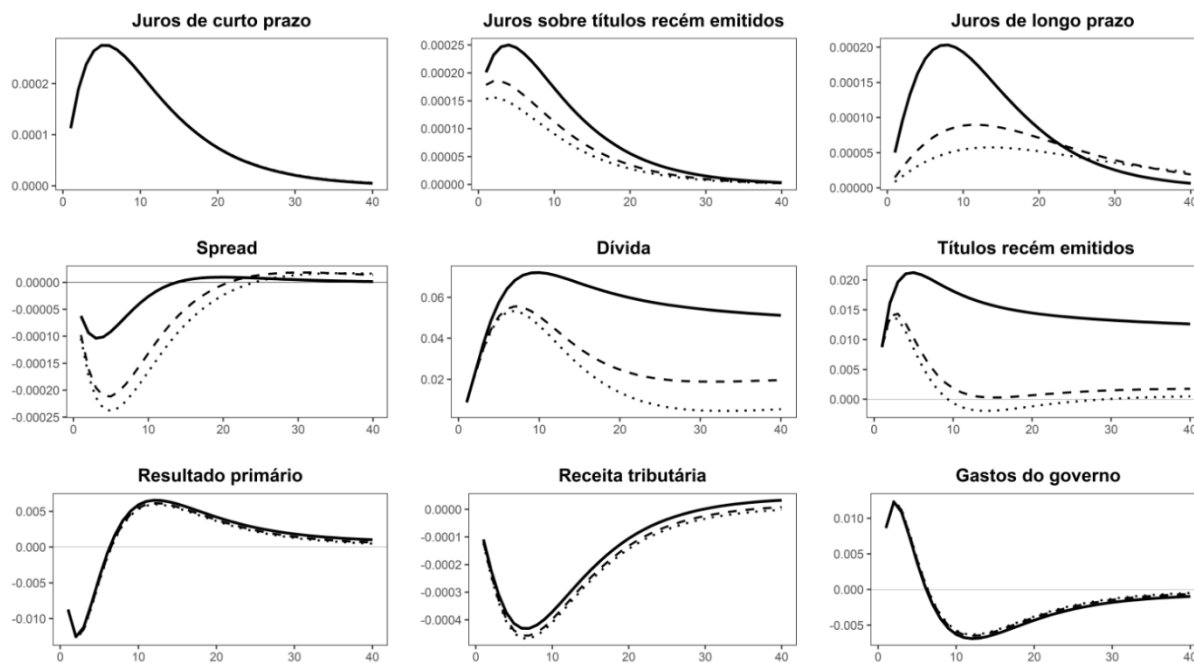 Juros de curto prazo
0.0002
0.0001
0.0000
0 10 20 30 40
Juros sobre títulos recém emitidos
0.00025
0.00020
0.00015
0.00010
0.00005
0.00000
0 10 20 30 40
Juros de longo prazo
0.00020
0.00015
0.00010
0.00005
0.00000
0 10 20 30 40
Spread
0.00000
-0.00005
-0.00010
-0.00015
-0.00020
-0.00025
0 10 20 30 40
Dívida
0.06
0.04
0.02
0 10 20 30 40
Títulos recém emitidos
0.020
0.015
0.010
0.005
0.000
0 10 20 30 40
Resultado primário
0.005
0.000
-0.005
-0.010
0 10 20 30 40
Receita tributária
0.0000
-0.0001
-0.0002
-0.0003
-0.0004
0 10 20 30 40
Gastos do governo
0.010
0.005
0.000
-0.005
0 10 20 30 40